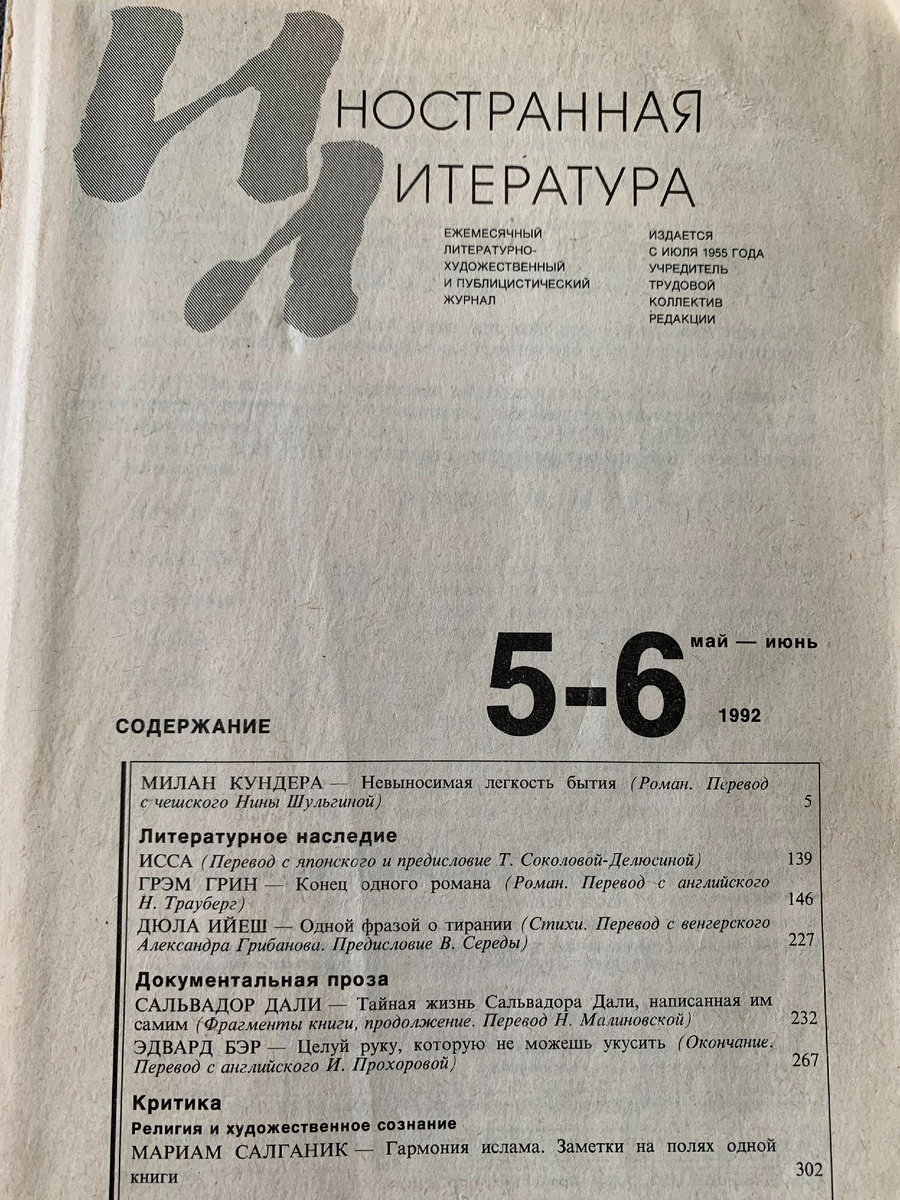 ИНОСТРАННАЯ
ЛИТЕРАТУРА
ЕЖЕМЕСЯЧНЫЙ
ЛИТЕРАТУРНО-
ХУДОЖЕСТВЕННЫЙ
И ПУБЛИЦИСТИЧЕСКИЙ
ЖУРНАЛ
ИЗДАЕТСЯ
С ИЮЛЯ 1955 ГОДА
УЧРЕДИТЕЛЬ
ТРУДОВОЙ
КОЛЛЕКТИВ
РЕДАКЦИИ
5-6 май — июнь
1992
СОДЕРЖАНИЕ
МИЛАН КУНДЕРА — Невыносимая легкость бытия (Роман. Перевод
с чешского Нины Шульгиной) 5
Литературное наследие
ИССА (Перевод с японского и предисловие Т. Соколовой-Делюсиной) 139
ГРЭМ ГРИН — Конец одного романа (Роман. Перевод с английского
Н. Трауберг) 146
ДЮЛА ИЙЕШ — Одной фразой о тирании (Стихи. Перевод с венгерского
Александра Грибанова. Предисловие В. Середы) 227
Документальная проза
САЛЬВАДОР ДАЛИ — Тайная жизнь Сальвадора Дали, написанная им
самим (Фрагменты книги, продолжение. Перевод Н. Малиновской) 232
ЭДВАРД БЭР — Целуй руку, которую не можешь укусить (Окончание.
Перевод с английского И. Прохоровой) 267
Критика
Религия и художественное сознание
МАРИАМ САЛГАНИК — Гармония ислама. Заметки на полях одной
книги 302